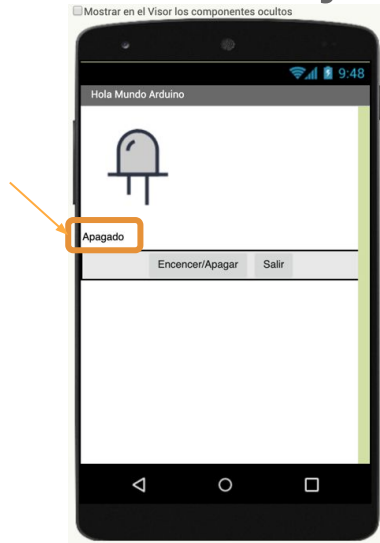 Mostrar en el Visor los componentes ocultos
9:48
Hola Mundo Arduino
Apagado
Encencer/Apagar Salir